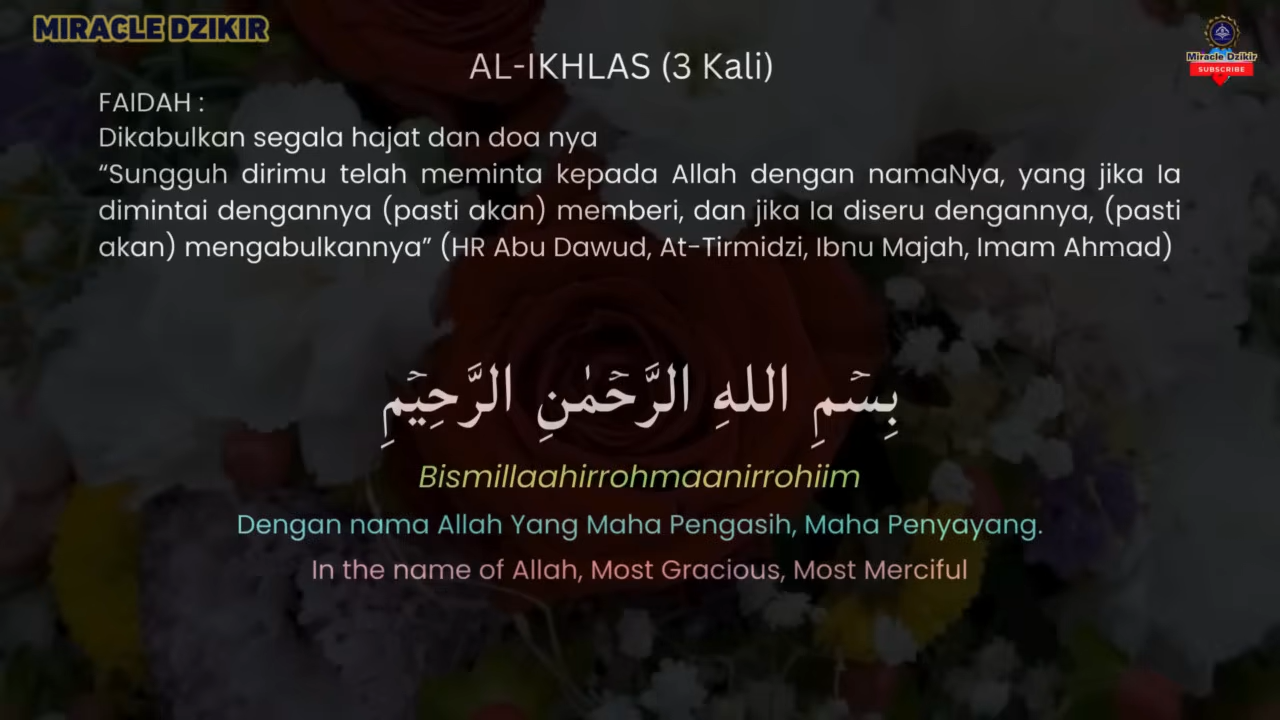 MIRACLE DZIKIR
Miracle Dzikir
SUBSCRIBE
AL-IKHLAS (3 Kali)
FAIDAH :
Dikabulkan segala hajat dan doa nya
“Sungguh dirimu telah meminta kepada Allah dengan namaNya, yang jika Ia
dimintai dengannya (pasti akan) memberi, dan jika Ia diseru dengannya, (pasti
akan) mengabulkannya” (HR Abu Dawud, At-Tirmidzi, Ibnu Majah, Imam Ahmad)
بِسْمِ اللهِ الرَّحْمٰنِ الرَّحِيْمِ
Bismillaahirrohmaanirrohiim
Dengan nama Allah Yang Maha Pengasih, Maha Penyayang.
In the name of Allah, Most Gracious, Most Merciful